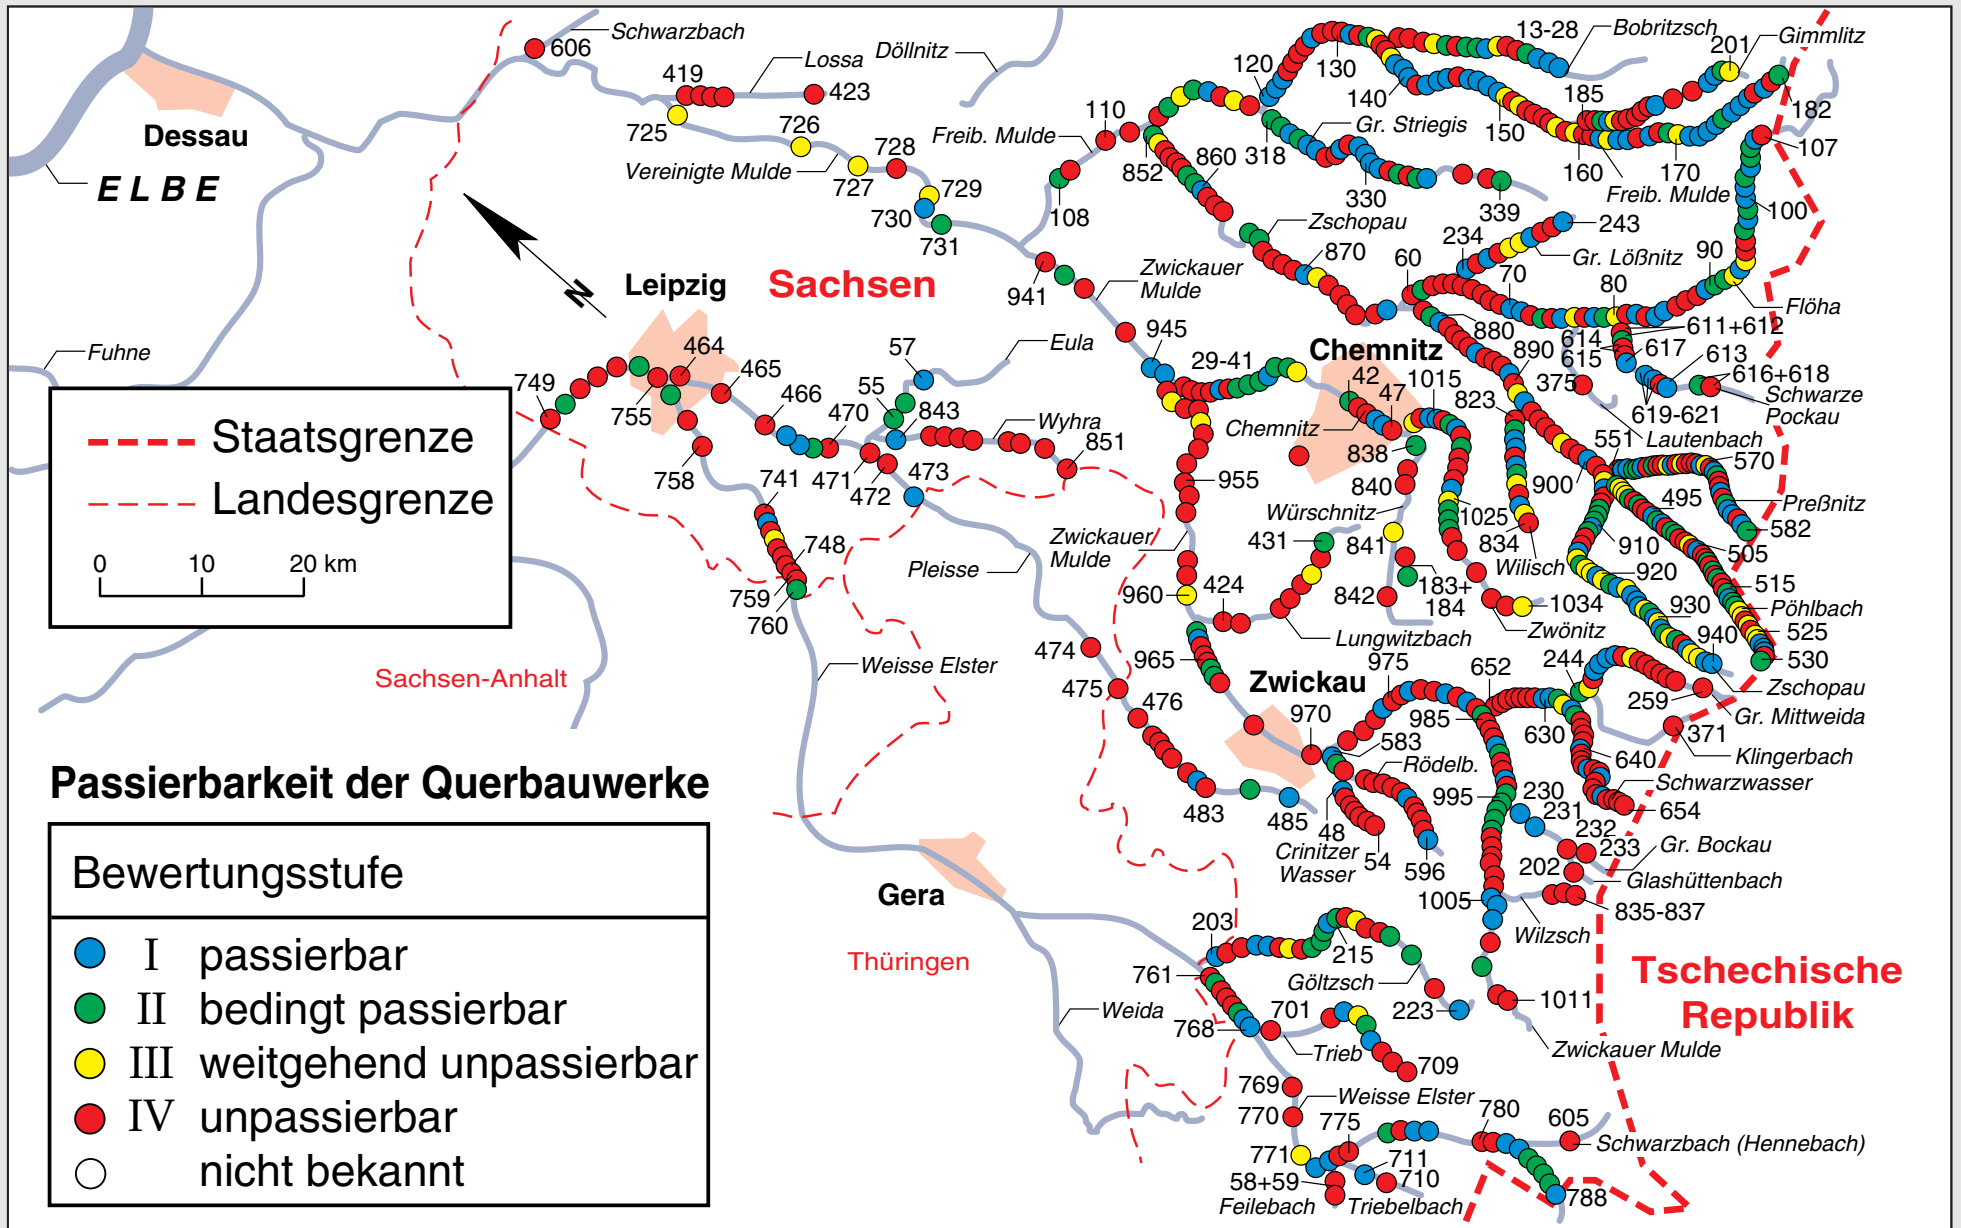 Schwarzbach
606
419
Lossa
Döllnitz
423
725
726
727
728
Vereinigte Mulde
729
730
731
Dessau
ELBE
N
Leipzig
Sachsen
Fuhne
Freib. Mulde
110
108
120
130
140
150
13-28
Bobritzsch
201
Gimmlitz
185
182
107
160
170
Freib. Mulde
100
90
Flöha
852
860
318
Gr. Striegis
330
339
Zschopau
870
234
243
Gr. Lößnitz
60
70
80
941
Zwickauer
Mulde
945
29-41
Chemnitz
880
890
614
615
611+612
617
613
616+618
Schwarze
Pockau
619-621
375
Lautenbach
42
47
1015
823
Chemnitz
838
840
Würschnitz
841
842
183+
184
1025
834
Wilisch
1034
Zwönitz
551
570
900
495
Preßnitz
582
910
505
515
920
Pöhlbach
525
930
940
530
Zschopau
464
465
466
749
755
758
470
471
472
473
57
55
843
Eula
Wyhra
851
741
748
759
760
955
Zwickauer
Mulde
960
424
431
Lungwitzbach
965
Pleisse
Weisse Elster
474
475
476
483
485
Zwickau
970
975
985
652
244
259
Gr. Mittweida
371
Klingerbach
630
640
Schwarzwasser
654
583
Rödelb.
48
54
Crinitzer
Wasser
596
995
230
231
232
233
Gr. Bockau
202
Glashüttenbach
835-837
1005
Wilzsch
1011
Zwickauer Mulde
Tschechische
Republik
Staatsgrenze
Landesgrenze
0
10
20 km
Sachsen-Anhalt
Passierbarkeit der Querbauwerke
Bewertungsstufe
I passierbar
II bedingt passierbar
III weitgehend unpassierbar
IV unpassierbar
nicht bekannt
Gera
Thüringen
Weida
203
215
Göltzsch
223
761
768
701
Trieb
709
769
770
Weisse Elster
771
775
780
605
Schwarzbach (Hennebach)
58+59
Feilebach
711
710
Triebelbach
788